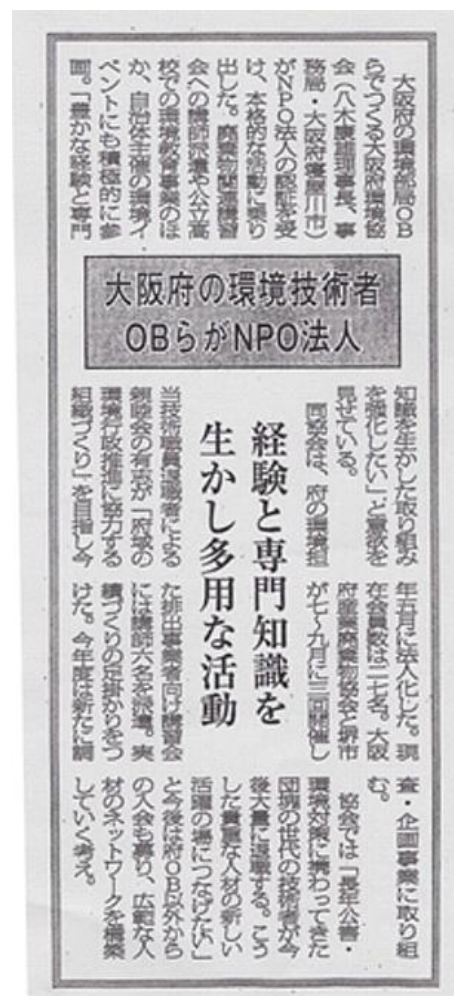 大阪府の環境技術者
OBらがNPO法人
経験と専門知識を
生かし多用な活動
大阪府の環境部局OB
らでつくる大阪府環境協
会(八木康雄理事長、事
務局・大阪府寝屋川市)
がNPO法人の認証を受
け、本格的な活動に乗り
出した。廃棄物関連講習
会への講師派遣や公立高
校での環境教育事業のほ
か、自治体主催の環境イ
ベントにも積極的に参
画。「豊かな経験と専門
知識を生かした取り組み
を強化したい」と意欲を
見せている。
同協会は、府の環境担
当技術職員退職者による
親睦会の有志が「府域の
環境行政推進に協力する
組織づくり」を目指し今
年五月に法人化した。現
在会員数は二七名。大阪
府産業廃棄物協会と堺市
が七~九月に三回開催し
た排出事業者向け講習会
には講師六名を派遣。実
績づくりの足掛かりをつ
けた。今年度は新たに調
査・企画事業に取り組
む。
協会では「長年公害・
環境対策に携わってきた
団塊の世代の技術者が今
後大量に退職する。こう
した貴重な人材の新しい
活躍の場につなげたい」
と今後は府OB以外から
の入会も募り、広範な人
材のネットワークを構築
していく考え。